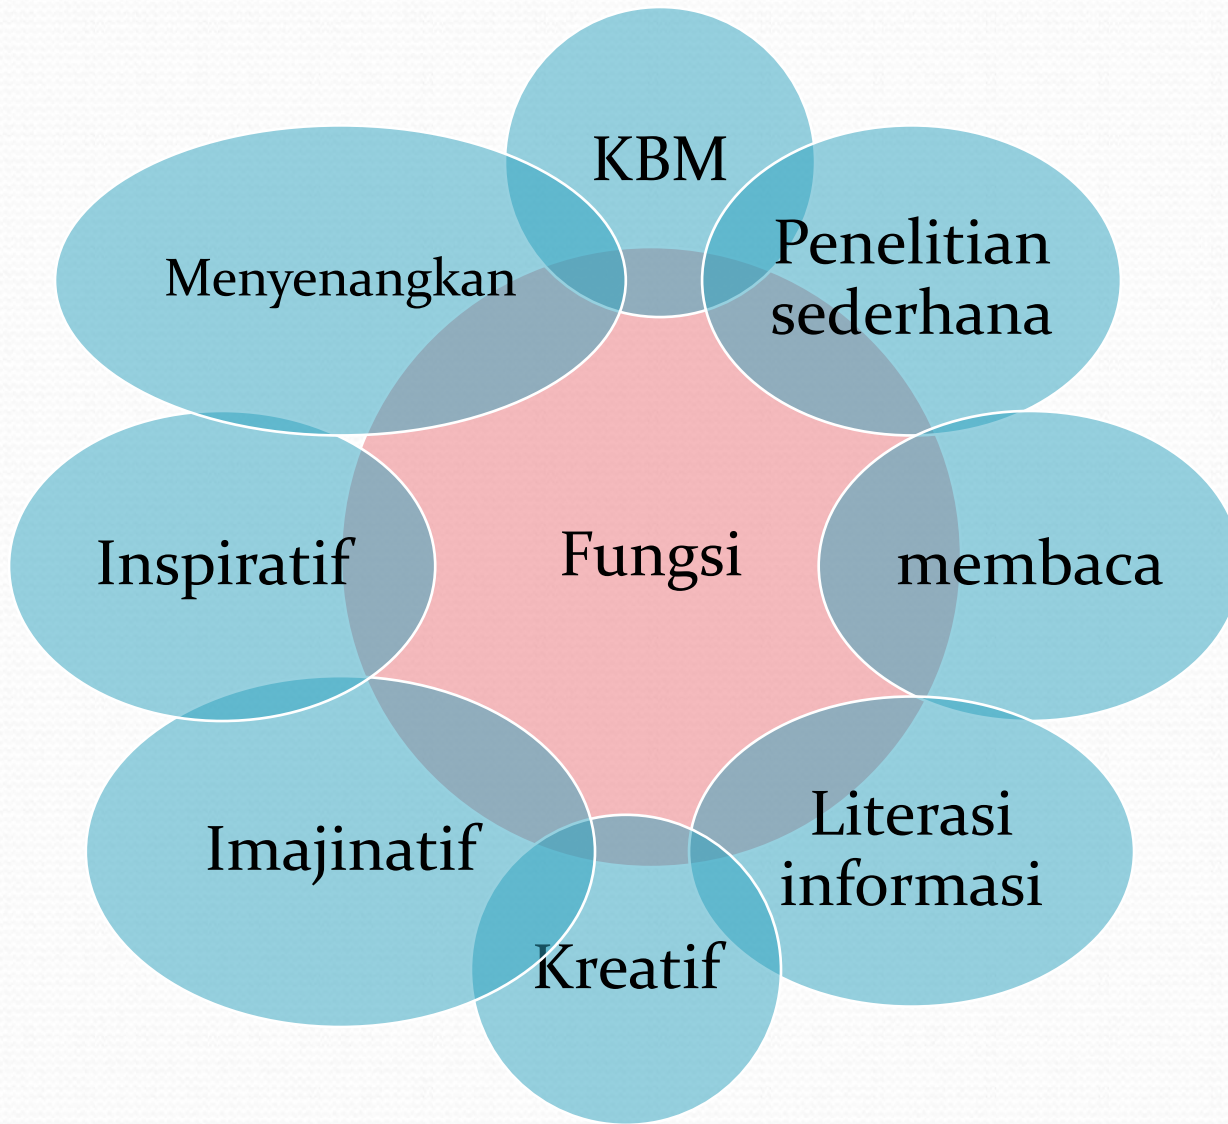 KBM
Penelitian
sederhana
membaca
Literasi
informasi
Kreatif
Imajinatif
Inspiratif
Menyenangkan
Fungsi